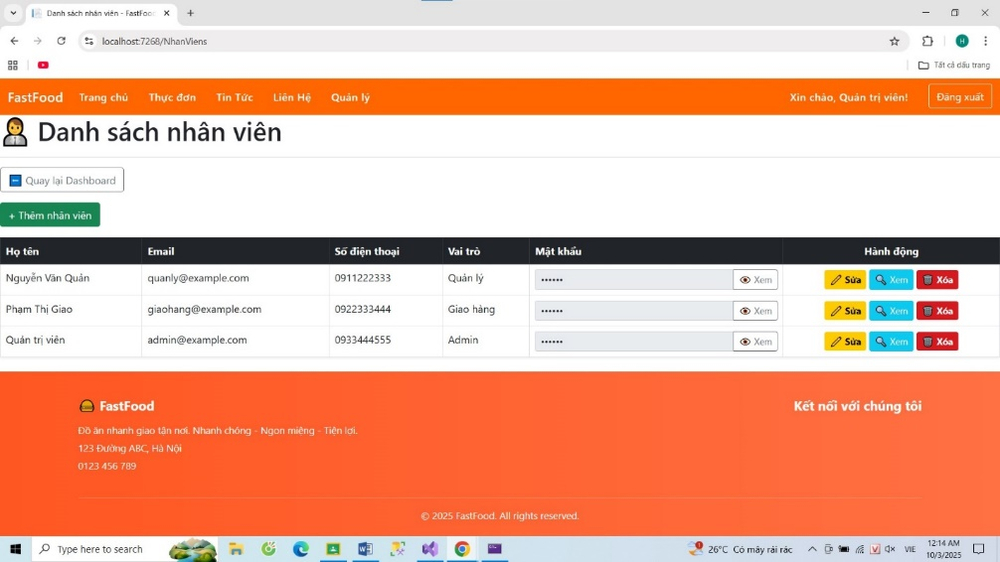 Danh sách nhân viên - FastFood
localhost:7268/NhanViens
Tất cả dấu trang
FastFood Trang chủ Thực đơn Tin Tức Liên Hệ Quản lý Xin chào, Quản trị viên! Đăng xuất
Danh sách nhân viên
Quay lại Dashboard
+ Thêm nhân viên
Họ tên Email Số điện thoại Vai trò Mật khẩu Hành động
Nguyễn Văn Quản quanly@example.com 0911222333 Quản lý •••••• Xem Sửa Xem Xóa
Phạm Thị Giao giaohang@example.com 0922333444 Giao hàng •••••• Xem Sửa Xem Xóa
Quản trị viên admin@example.com 0933444555 Admin •••••• Xem Sửa Xem Xóa
FastFood Kết nối với chúng tôi
Đồ ăn nhanh giao tận nơi. Nhanh chóng - Ngon miệng - Tiện lợi.
123 Đường ABC, Hà Nội
0123 456 789
© 2025 FastFood. All rights reserved.
Type here to search 26°C Có mây rải rác VIE 12:14 AM
10/3/2025